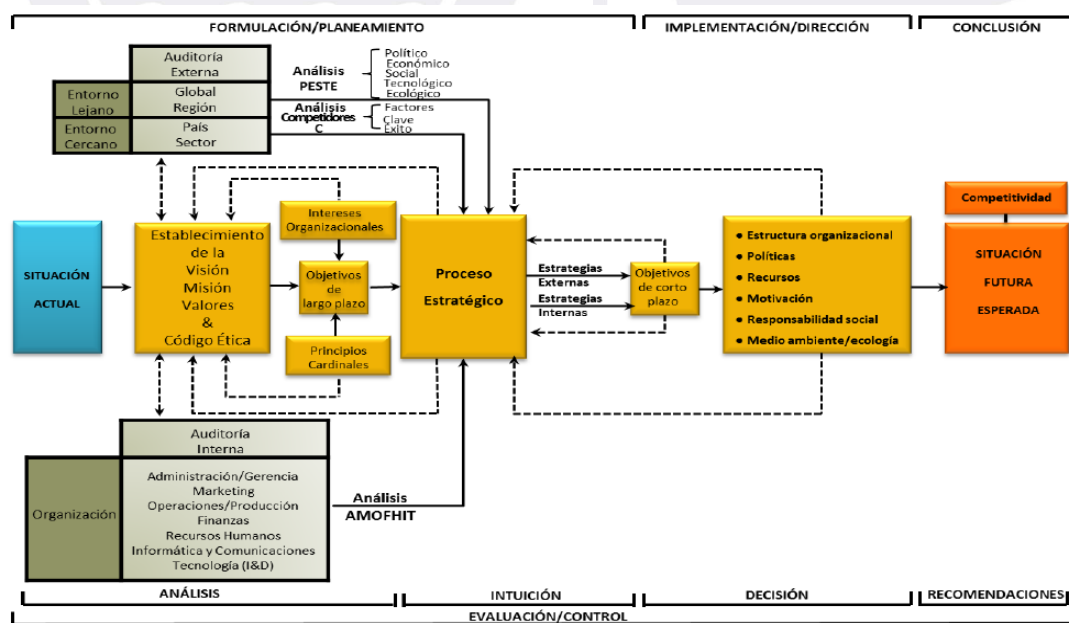 FORMULACIÓN/PLANEAMIENTO
IMPLEMENTACIÓN/DIRECCIÓN
CONCLUSIÓN
Auditoría
Externa
Entorno
Lejano
Global
Región
Entorno
Cercano
País
Sector
Análisis
PESTE
Político
Económico
Social
Tecnológico
Ecológico
Análisis
Competidores
C
Factores
Clave
Éxito
SITUACIÓN
ACTUAL
Establecimiento
de la
Visión
Misión
Valores
&
Código Ética
Intereses
Organizacionales
Objetivos
de
largo plazo
Principios
Cardinales
Proceso
Estratégico
Estrategias
Externas
Estrategias
Internas
Objetivos
de corto
plazo
• Estructura organizacional
• Políticas
• Recursos
• Motivación
• Responsabilidad social
• Medio ambiente/ecología
Competitividad
SITUACIÓN
FUTURA
ESPERADA
Auditoría
Interna
Organización
Administración/Gerencia
Marketing
Operaciones/Producción
Finanzas
Recursos Humanos
Informática y Comunicaciones
Tecnología (I&D)
Análisis
AMOFHIT
ANÁLISIS
INTUICIÓN
DECISIÓN
RECOMENDACIONES
EVALUACIÓN/CONTROL